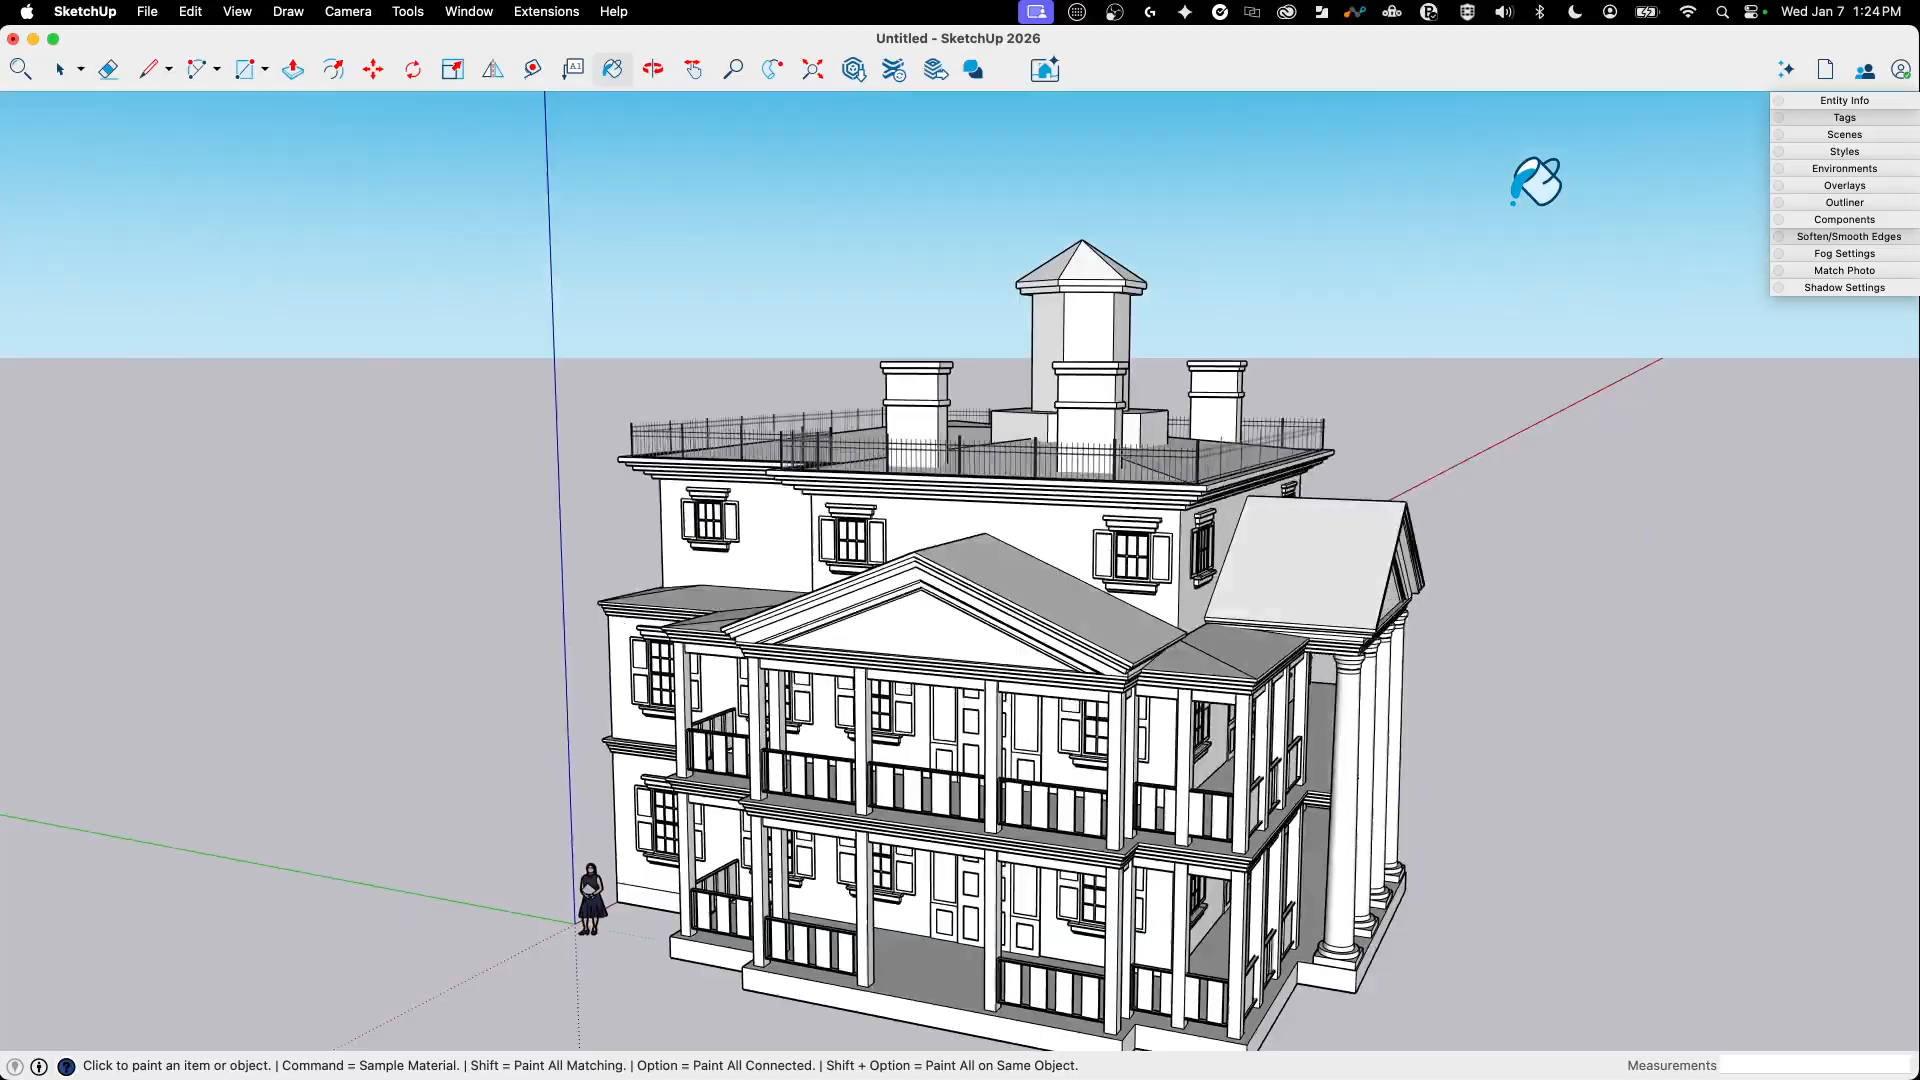 SketchUp File Edit View Draw Camera Tools Window Extensions Help Wed Jan 7 1:24 PM
Untitled - SketchUp 2026
A1
Entity Info
Tags
Scenes
Styles
Environments
Overlays
Outliner
Components
Soften/Smooth Edges
Fog Settings
Match Photo
Shadow Settings
Click to paint an item or object. | Command = Sample Material. | Shift = Paint All Matching. | Option = Paint All Connected. | Shift + Option = Paint All on Same Object. Measurements